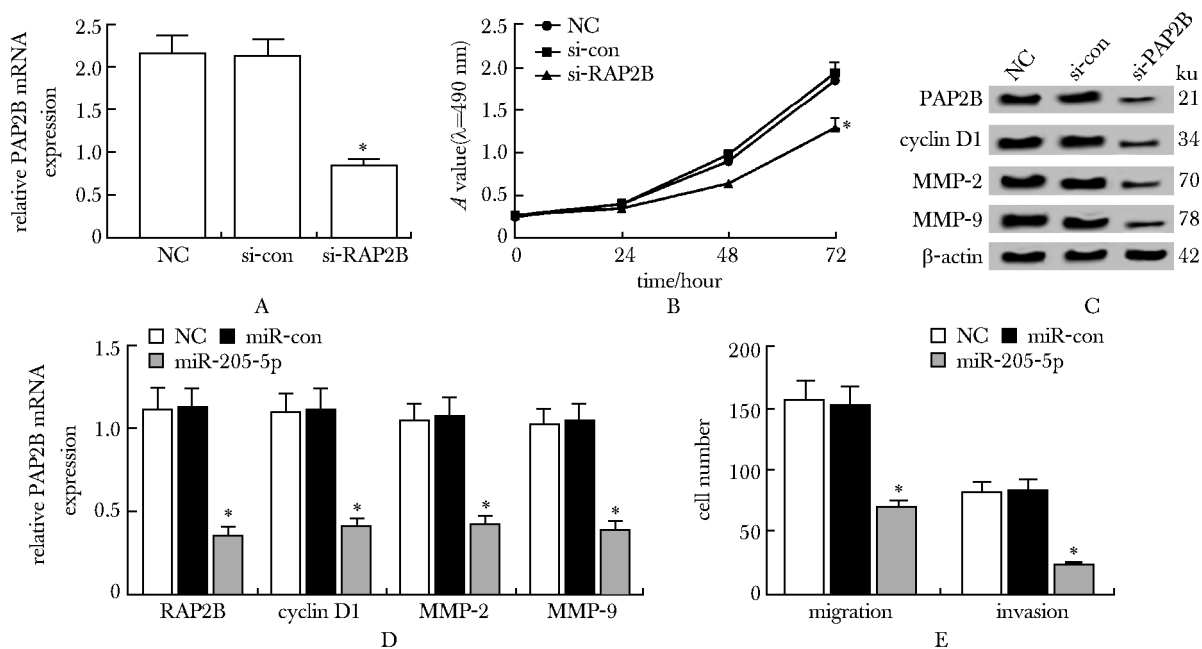 relative PAP2B mRNA
expression
2.5
2.0
1.5
1.0
0.5
0
*
NC
si-con
si-RAP2B
A
A value(λ=490 nm)
2.5
2.0
1.5
1.0
0.5
0
NC
si-con
si-RAP2B
*
0
24
48
72
time/hour
B
NC
si-con
si-PAP2B
ku
PAP2B 21
cyclin D1 34
MMP-2 70
MMP-9 78
β-actin 42
C
relative PAP2B mRNA
expression
NC miR-con
miR-205-5p
1.5
1.0
0.5
0
*
*
*
*
RAP2B
cyclin D1
MMP-2
MMP-9
D
cell number
NC miR-con
miR-205-5p
200
150
100
50
0
*
*
migration
invasion
E